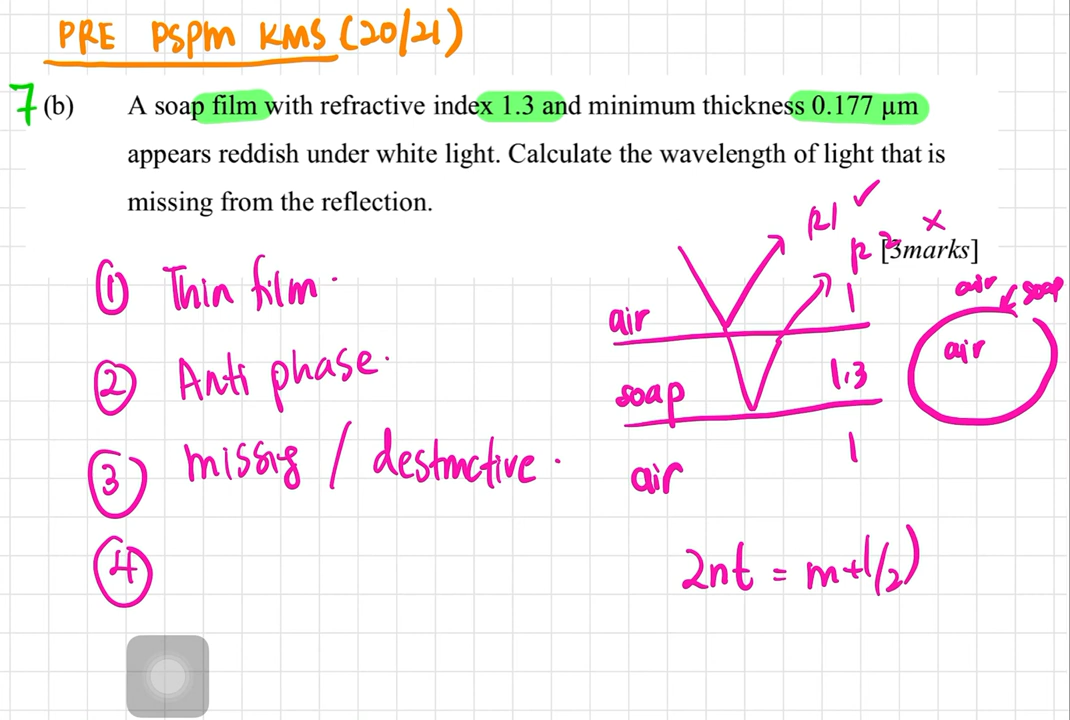 PRE PSPM KMS (20/21)
7 (b) A soap film with refractive index 1.3 and minimum thickness 0.177 µm
appears reddish under white light. Calculate the wavelength of light that is
missing from the reflection.
R1 ✓
R2 x
[3marks]
① Thin film.
air
1
air
soap
air
② Anti phase.
soap
1.3
③ missing / destructive.
air
1
④
2nt = m+1/2)